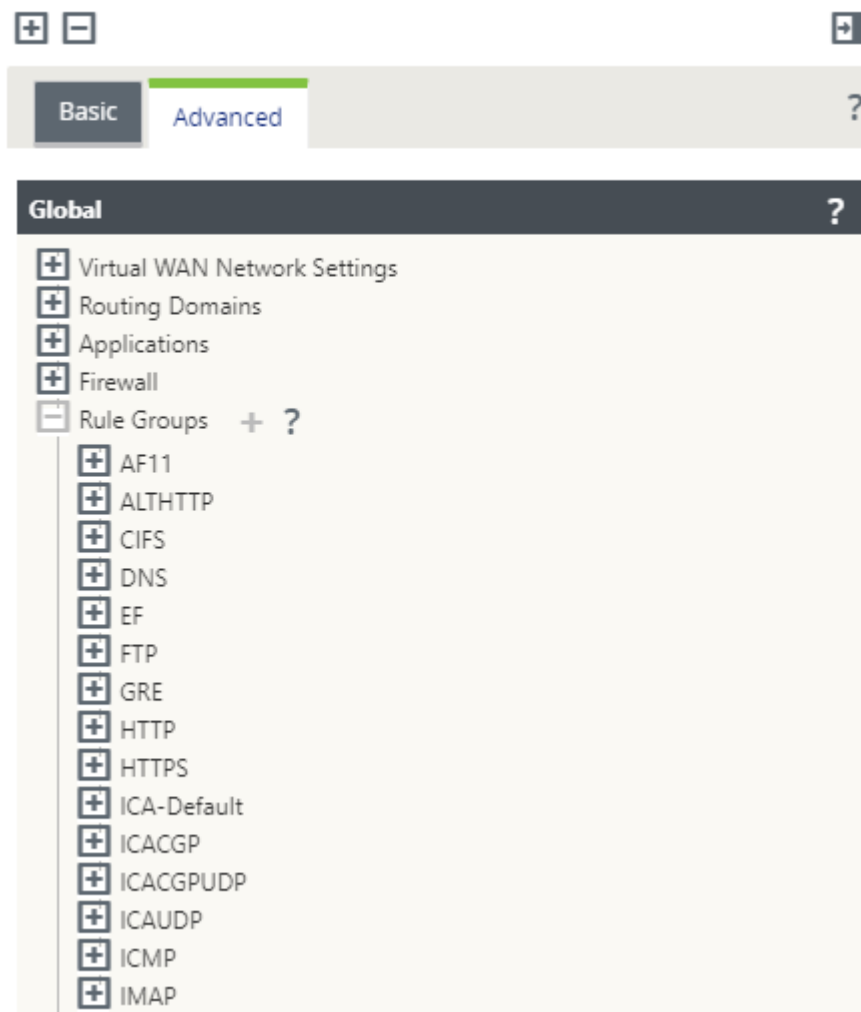 Basic
Advanced
?
Global
?
Virtual WAN Network Settings
Routing Domains
Applications
Firewall
Rule Groups + ?
AF11
ALTHTTP
CIFS
DNS
EF
FTP
GRE
HTTP
HTTPS
ICA-Default
ICACGP
ICACGPUDP
ICAUDP
ICMP
IMAP